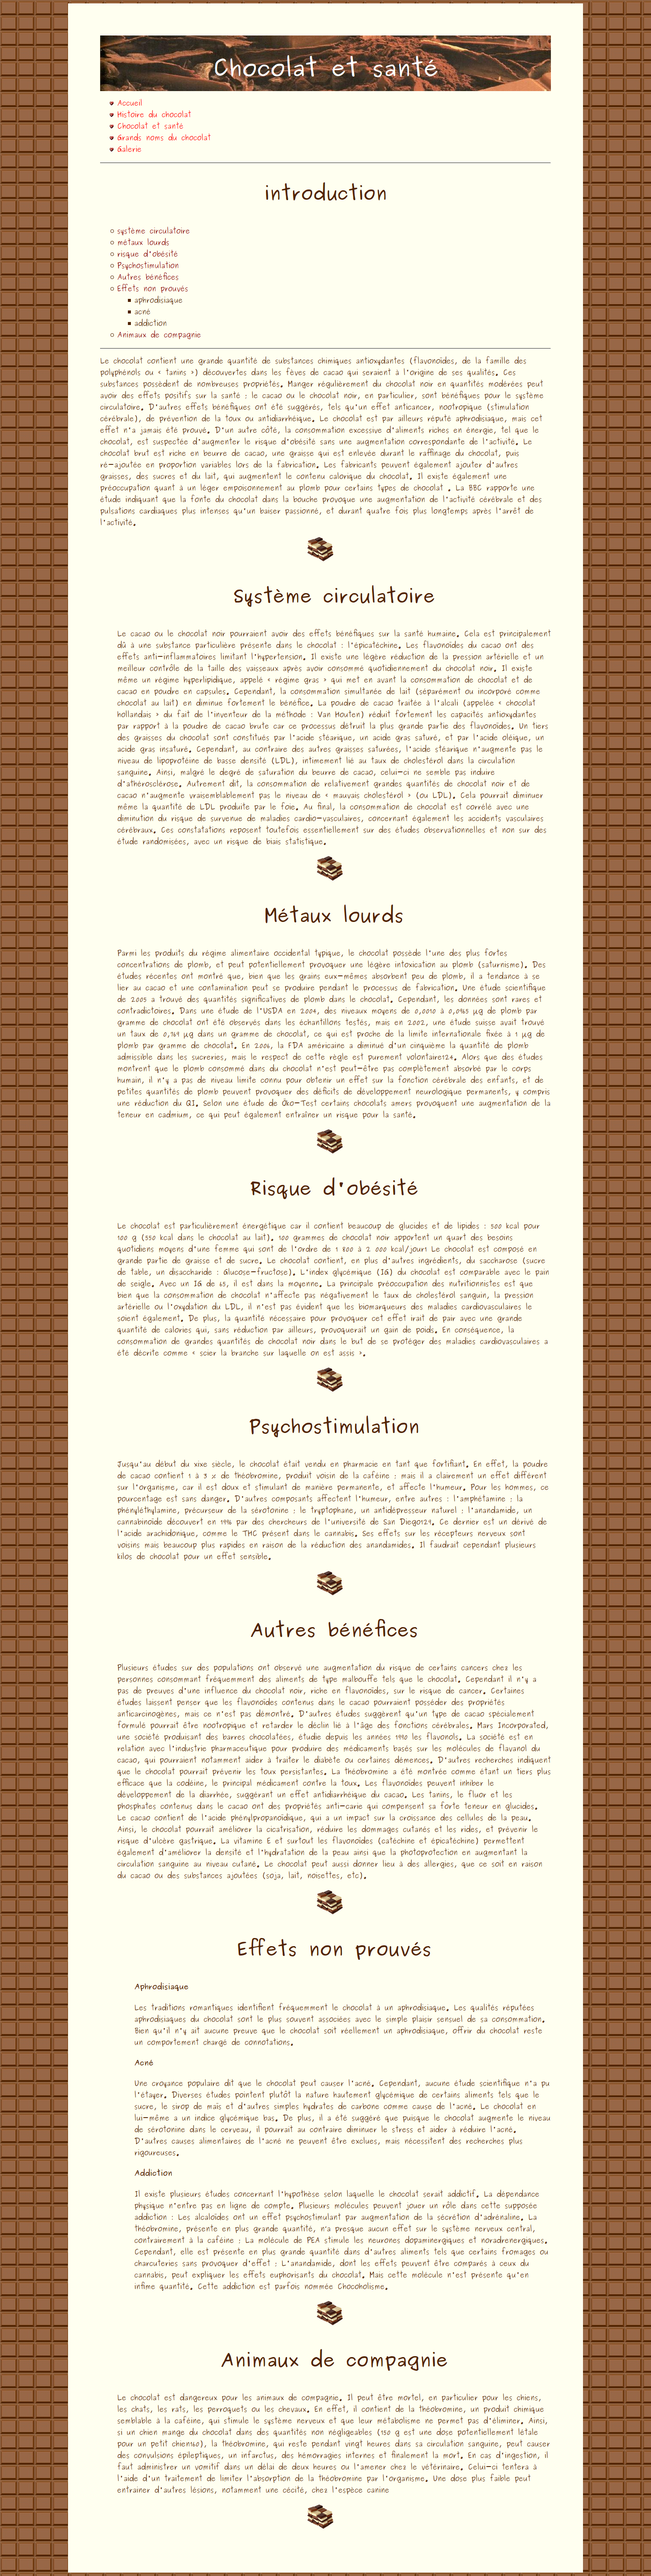 Chocolat et santé
Accueil
Histoire du chocolat
Chocolat et santé
Grands noms du chocolat
Galerie
introduction
système circulatoire
métaux lourds
risque d'obésité
Psychostimulation
Autres bénéfices
Effets non prouvés
aphrodisiaque
acné
addiction
Animaux de compagnie
Le chocolat contient une grande quantité de substances chimiques antioxydantes (flavonoïdes, de la famille des
polyphénols ou « tanins ») découvertes dans les fèves de cacao qui seraient à l'origine de ses qualités. Ces
substances possèdent de nombreuses propriétés. Manger régulièrement du chocolat noir en quantités modérées peut
avoir des effets positifs sur la santé : le cacao ou le chocolat noir, en particulier, sont bénéfiques pour le système
circulatoire. D'autres effets bénéfiques ont été suggérés, tels qu'un effet anticancer, nootropique (stimulation
cérébrale), de prévention de la toux ou antidiarrhéique. Le chocolat est par ailleurs réputé aphrodisiaque, mais cet
effet n'a jamais été prouvé. D'un autre côté, la consommation excessive d'aliments riches en énergie, tel que le
chocolat, est suspectée d'augmenter le risque d'obésité sans une augmentation correspondante de l'activité. Le
chocolat brut est riche en beurre de cacao, une graisse qui est enlevée durant le raffinage du chocolat, puis
ré-ajoutée en proportion variables lors de la fabrication. Les fabricants peuvent également ajouter d'autres
graisses, des sucres et du lait, qui augmentent le contenu calorique du chocolat. Il existe également une
préoccupation quant à un léger empoisonnement au plomb pour certains types de chocolat . La BBC rapporte une
étude indiquant que la fonte du chocolat dans la bouche provoque une augmentation de l'activité cérébrale et des
pulsations cardiaques plus intenses qu'un baiser passionné, et durant quatre fois plus longtemps après l'arrêt de
l'activité.
Système circulatoire
Le cacao ou le chocolat noir pourraient avoir des effets bénéfiques sur la santé humaine. Cela est principalement
dû à une substance particulière présente dans le chocolat : l'épicatéchine. Les flavonoïdes du cacao ont des
effets anti-inflammatoires limitant l'hypertension. Il existe une légère réduction de la pression artérielle et un
meilleur contrôle de la taille des vaisseaux après avoir consommé quotidiennement du chocolat noir. Il existe
même un régime hyperlipidique, appelé « régime gras » qui met en avant la consommation de chocolat et de
cacao en poudre en capsules. Cependant, la consommation simultanée de lait (séparément ou incorporé comme
chocolat au lait) en diminue fortement le bénéfice. La poudre de cacao traitée à l'alcali (appelée « chocolat
hollandais » du fait de l'inventeur de la méthode : Van Houten) réduit fortement les capacités antioxydantes
par rapport à la poudre de cacao brute car ce processus détruit la plus grande partie des flavonoïdes. Un tiers
des graisses du chocolat sont constitués par l'acide stéarique, un acide gras saturé, et par l'acide oléique, un
acide gras insaturé. Cependant, au contraire des autres graisses saturées, l'acide stéarique n'augmente pas le
niveau de lipoprotéine de basse densité (LDL), intimement lié au taux de cholestérol dans la circulation
sanguine. Ainsi, malgré le degré de saturation du beurre de cacao, celui-ci ne semble pas induire
d'athérosclérose. Autrement dit, la consommation de relativement grandes quantités de chocolat noir et de
cacao n'augmente vraisemblablement pas le niveau de « mauvais cholestérol » (ou LDL). Cela pourrait diminuer
même la quantité de LDL produite par le foie. Au final, la consommation de chocolat est corrélé avec une
diminution du risque de survenue de maladies cardio-vasculaires, concernant également les accidents vasculaires
cérébraux. Ces constatations reposent toutefois essentiellement sur des études observationnelles et non sur des
étude randomisées, avec un risque de biais statistique.
Métaux lourds
Parmi les produits du régime alimentaire occidental typique, le chocolat possède l'une des plus fortes
concentrations de plomb, et peut potentiellement provoquer une légère intoxication au plomb (saturnisme). Des
études récentes ont montré que, bien que les grains eux-mêmes absorbent peu de plomb, il a tendance à se
lier au cacao et une contamination peut se produire pendant le processus de fabrication. Une étude scientifique
de 2005 a trouvé des quantités significatives de plomb dans le chocolat. Cependant, les données sont rares et
contradictoires. Dans une étude de l'USDA en 2004, des niveaux moyens de 0,0010 à 0,0965 µg de plomb par
gramme de chocolat ont été observés dans les échantillons testés, mais en 2002, une étude suisse avait trouvé
un taux de 0,769 µg dans un gramme de chocolat, ce qui est proche de la limite internationale fixée à 1 µg de
plomb par gramme de chocolat. En 2006, la FDA américaine a diminué d'un cinquième la quantité de plomb
admissible dans les sucreries, mais le respect de cette règle est purement volontaire124. Alors que des études
montrent que le plomb consommé dans du chocolat n'est peut-être pas complètement absorbé par le corps
humain, il n'y a pas de niveau limite connu pour obtenir un effet sur la fonction cérébrale des enfants, et de
petites quantités de plomb peuvent provoquer des déficits de développement neurologique permanents, y compris
une réduction du QI. Selon une étude de Öko-Test certains chocolats amers provoquent une augmentation de la
teneur en cadmium, ce qui peut également entraîner un risque pour la santé.
Risque d'obésité
Le chocolat est particulièrement énergétique car il contient beaucoup de glucides et de lipides : 500 kcal pour
100 g (550 kcal dans le chocolat au lait). 100 grammes de chocolat noir apportent un quart des besoins
quotidiens moyens d'une femme qui sont de l'ordre de 1 800 à 2 000 kcal/jour! Le chocolat est composé en
grande partie de graisse et de sucre. Le chocolat contient, en plus d'autres ingrédients, du saccharose (sucre
de table, un disaccharide : Glucose-fructose). L'index glycémique (IG) du chocolat est comparable avec le pain
de seigle. Avec un IG de 65, il est dans la moyenne. La principale préoccupation des nutritionnistes est que
bien que la consommation de chocolat n'affecte pas négativement le taux de cholestérol sanguin, la pression
artérielle ou l'oxydation du LDL, il n'est pas évident que les biomarqueurs des maladies cardiovasculaires le
soient également. De plus, la quantité nécessaire pour provoquer cet effet irait de pair avec une grande
quantité de calories qui, sans réduction par ailleurs, provoquerait un gain de poids. En conséquence, la
consommation de grandes quantités de chocolat noir dans le but de se protéger des maladies cardiovasculaires a
été décrite comme « scier la branche sur laquelle on est assis ».
Psychostimulation
Jusqu'au début du xixe siècle, le chocolat était vendu en pharmacie en tant que fortifiant. En effet, la poudre
de cacao contient 1 à 3 % de théobromine, produit voisin de la caféine : mais il a clairement un effet différent
sur l'organisme, car il est doux et stimulant de manière permanente, et affecte l'humeur. Pour les hommes, ce
pourcentage est sans danger. D'autres composants affectent l'humeur, entre autres : l'amphétamine : la
phényléthylamine, précurseur de la sérotonine : le tryptophane, un antidépresseur naturel : l'anandamide, un
cannabinoïde découvert en 1996 par des chercheurs de l'université de San Diego129. Ce dernier est un dérivé de
l'acide arachidonique, comme le THC présent dans le cannabis. Ses effets sur les récepteurs nerveux sont
voisins mais beaucoup plus rapides en raison de la réduction des anandamides. Il faudrait cependant plusieurs
kilos de chocolat pour un effet sensible.
Autres bénéfices
Plusieurs études sur des populations ont observé une augmentation du risque de certains cancers chez les
personnes consommant fréquemment des aliments de type malbouffe tels que le chocolat. Cependant il n'y a
pas de preuves d'une influence du chocolat noir, riche en flavonoïdes, sur le risque de cancer. Certaines
études laissent penser que les flavonoïdes contenus dans le cacao pourraient posséder des propriétés
anticarcinogènes, mais ce n'est pas démontré. D'autres études suggèrent qu'un type de cacao spécialement
formulé pourrait être nootropique et retarder le déclin lié à l'âge des fonctions cérébrales. Mars Incorporated,
une société produisant des barres chocolatées, étudie depuis les années 1990 les flavonols. La société est en
relation avec l'industrie pharmaceutique pour produire des médicaments basés sur les molécules de flavanol du
cacao, qui pourraient notamment aider à traiter le diabète ou certaines démences. D'autres recherches indiquent
que le chocolat pourrait prévenir les toux persistantes. La théobromine a été montrée comme étant un tiers plus
efficace que la codéine, le principal médicament contre la toux. Les flavonoïdes peuvent inhiber le
développement de la diarrhée, suggérant un effet antidiarrhéique du cacao. Les tanins, le fluor et les
phosphates contenus dans le cacao ont des propriétés anti-carie qui compensent sa forte teneur en glucides.
Le cacao contient de l'acide phénylpropanoïdique, qui a un impact sur la croissance des cellules de la peau.
Ainsi, le chocolat pourrait améliorer la cicatrisation, réduire les dommages cutanés et les rides, et prévenir le
risque d'ulcère gastrique. La vitamine E et surtout les flavonoïdes (catéchine et épicatéchine) permettent
également d'améliorer la densité et l'hydratation de la peau ainsi que la photoprotection en augmentant la
circulation sanguine au niveau cutané. Le chocolat peut aussi donner lieu à des allergies, que ce soit en raison
du cacao ou des substances ajoutées (soja, lait, noisettes, etc).
Effets non prouvés
Aphrodisiaque
Les traditions romantiques identifient fréquemment le chocolat à un aphrodisiaque. Les qualités réputées
aphrodisiaques du chocolat sont le plus souvent associées avec le simple plaisir sensuel de sa consommation.
Bien qu'il n'y ait aucune preuve que le chocolat soit réellement un aphrodisiaque, offrir du chocolat reste
un comportement chargé de connotations.
Acné
Une croyance populaire dit que le chocolat peut causer l'acné. Cependant, aucune étude scientifique n'a pu
l'étayer. Diverses études pointent plutôt la nature hautement glycémique de certains aliments tels que le
sucre, le sirop de maïs et d'autres simples hydrates de carbone comme cause de l'acné. Le chocolat en
lui-même a un indice glycémique bas. De plus, il a été suggéré que puisque le chocolat augmente le niveau
de sérotonine dans le cerveau, il pourrait au contraire diminuer le stress et aider à réduire l'acné.
D'autres causes alimentaires de l'acné ne peuvent être exclues, mais nécessitent des recherches plus
rigoureuses.
Addiction
Il existe plusieurs études concernant l'hypothèse selon laquelle le chocolat serait addictif. La dépendance
physique n'entre pas en ligne de compte. Plusieurs molécules peuvent jouer un rôle dans cette supposée
addiction : Les alcaloïdes ont un effet psychostimulant par augmentation de la sécrétion d'adrénaline. La
théobromine, présente en plus grande quantité, n'a presque aucun effet sur le système nerveux central,
contrairement à la caféine : La molécule de PEA stimule les neurones dopaminergiques et noradrenergiques.
Cependant, elle est présente en plus grande quantité dans d'autres aliments tels que certains fromages ou
charcuteries sans provoquer d'effet : L'anandamide, dont les effets peuvent être comparés à ceux du
cannabis, peut expliquer les effets euphorisants du chocolat. Mais cette molécule n'est présente qu'en
infime quantité. Cette addiction est parfois nommée Chocoholisme.
Animaux de compagnie
Le chocolat est dangereux pour les animaux de compagnie. Il peut être mortel, en particulier pour les chiens,
les chats, les rats, les perroquets ou les chevaux. En effet, il contient de la théobromine, un produit chimique
semblable à la caféine, qui stimule le système nerveux et que leur métabolisme ne permet pas d'éliminer. Ainsi,
si un chien mange du chocolat dans des quantités non négligeables (150 g est une dose potentiellement létale
pour un petit chien140), la théobromine, qui reste pendant vingt heures dans sa circulation sanguine, peut causer
des convulsions épileptiques, un infarctus, des hémorragies internes et finalement la mort. En cas d'ingestion, il
faut administrer un vomitif dans un délai de deux heures ou l'amener chez le vétérinaire. Celui-ci tentera à
l'aide d'un traitement de limiter l'absorption de la théobromine par l'organisme. Une dose plus faible peut
entraîner d'autres lésions, notamment une cécité, chez l'espèce canine